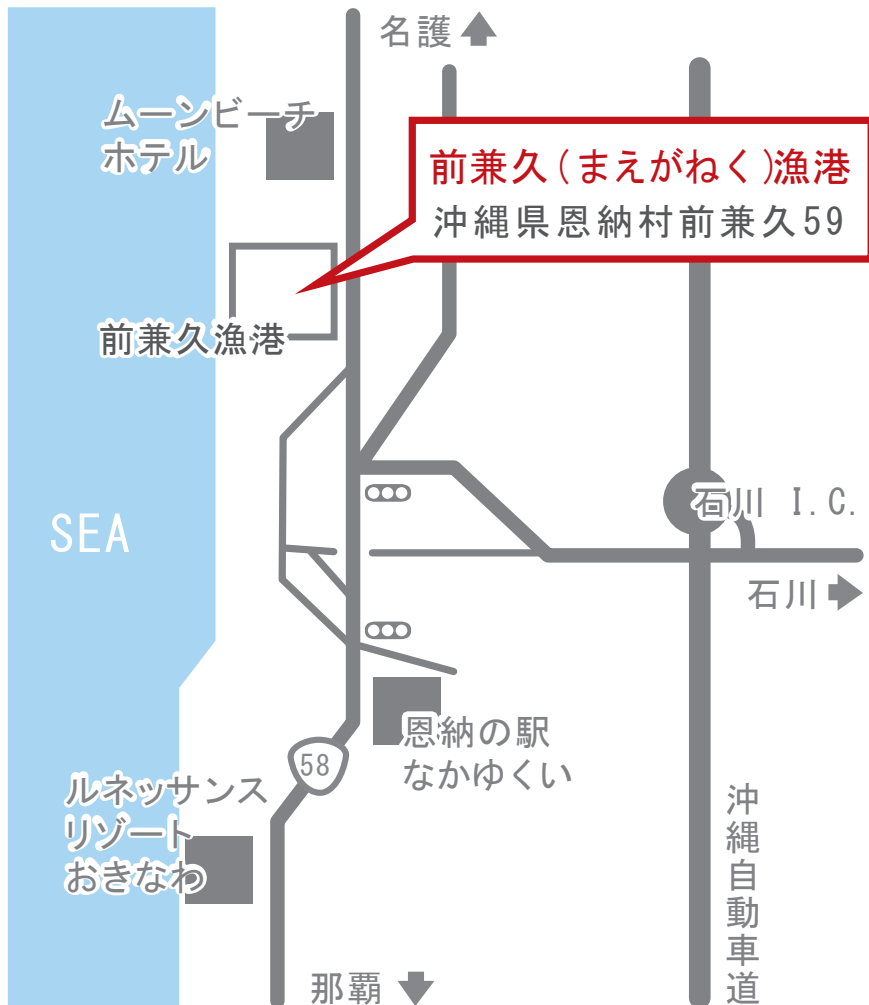 名護
ムーンビーチ
ホテル
前兼久(まえがねく)漁港
沖縄県恩納村前兼久59
前兼久漁港
石川 I.C.
SEA
石川
恩納の駅
なかゆくい
58
ルネッサンス
リゾート
おきなわ
沖縄自動車道
那覇